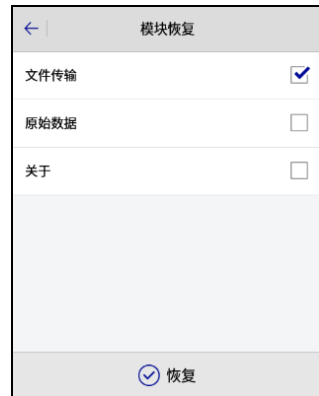 模块恢复
文件传输
原始数据
关于
恢复